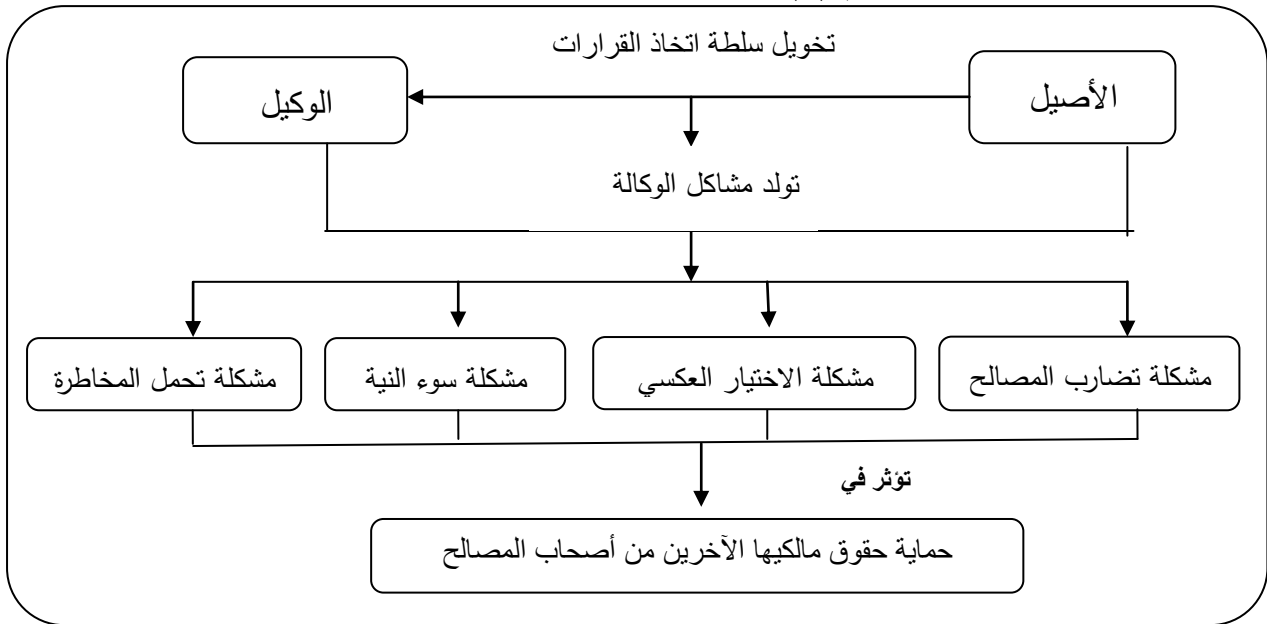 تخويل سلطة اتخاذ القرارات
الأصيل
الوكيل
تولد مشاكل الوكالة
مشكلة تضارب المصالح
مشكلة الاختيار العكسي
مشكلة سوء النية
مشكلة تحمل المخاطرة
تؤثر في
حماية حقوق مالكيها الآخرين من أصحاب المصالح